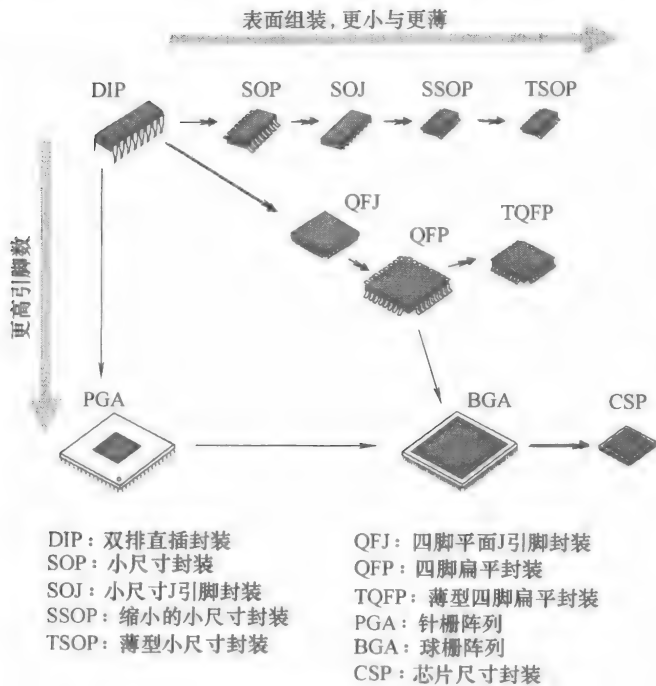 表面组装，更小与更薄
DIP
SOP
SOJ
SSOP
TSOP
QFJ
QFP
TQFP
更高引脚数
PGA
BGA
CSP
DIP：双排直插封装
SOP：小尺寸封装
SOJ：小尺寸J引脚封装
SSOP：缩小的小尺寸封装
TSOP：薄型小尺寸封装
QFJ：四脚平面J引脚封装
QFP：四脚扁平封装
TQFP：薄型四脚扁平封装
PGA：针栅阵列
BGA：球栅阵列
CSP：芯片尺寸封装